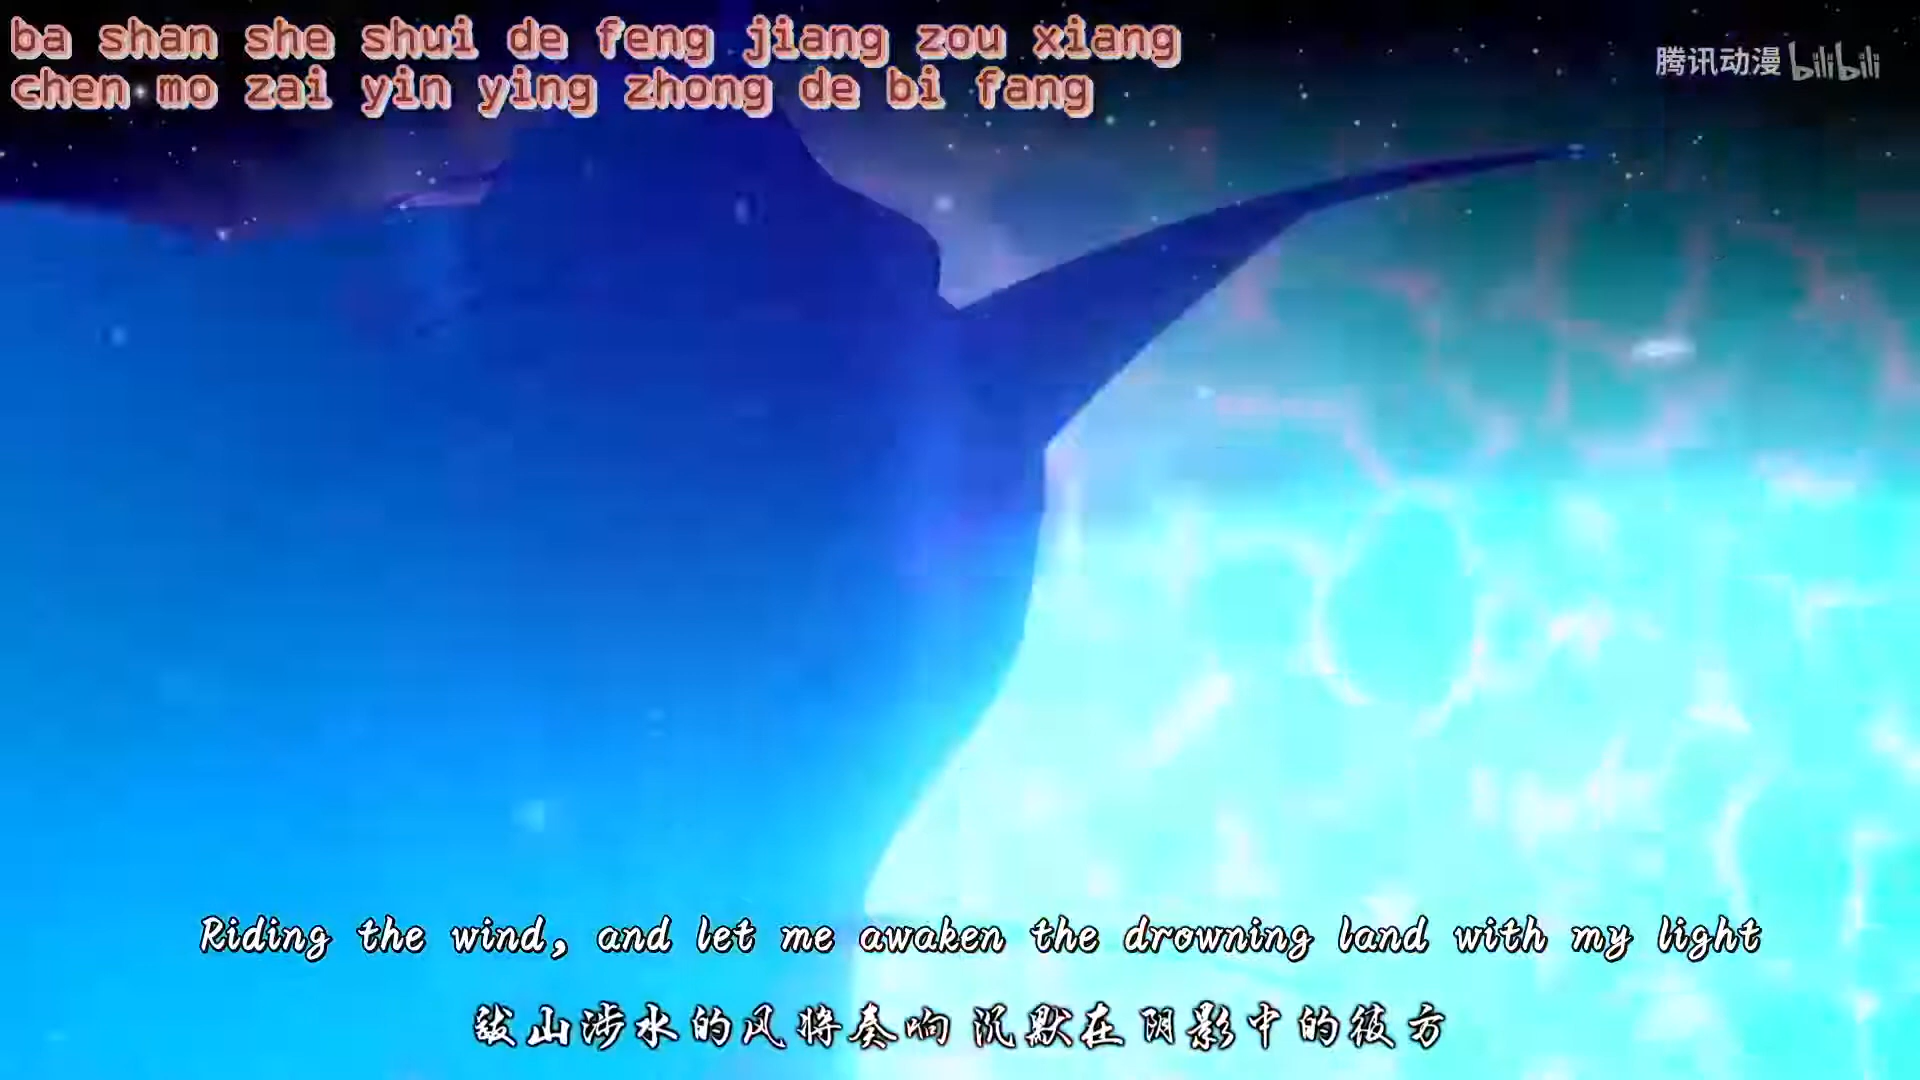 ba shan she shui de feng jiang zou xiang
chen mo zai yin ying zhong de bi fang
腾讯动漫 bilibili
Riding the wind, and let me awaken the drowning land with my light
跋山涉水的风将奏响 沉默在阴影中的彼方